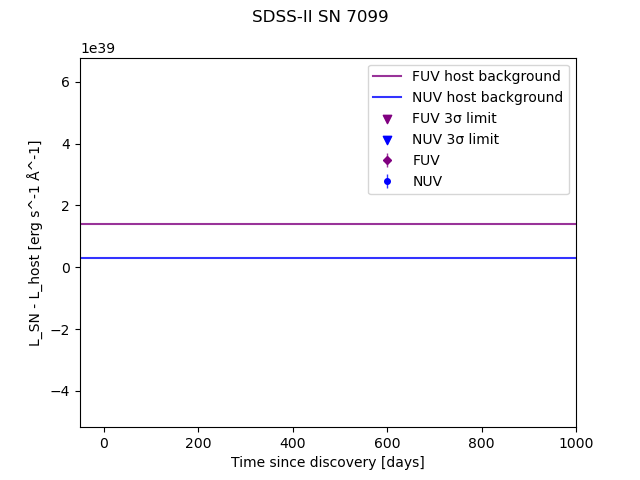 SDSS-II SN 7099
1e39
FUV host background
NUV host background
FUV 3σ limit
NUV 3σ limit
FUV
NUV
6
4
2
0
−2
−4
L_SN - L_host [erg s^-1 Å^-1]
0 200 400 600 800 1000
Time since discovery [days]